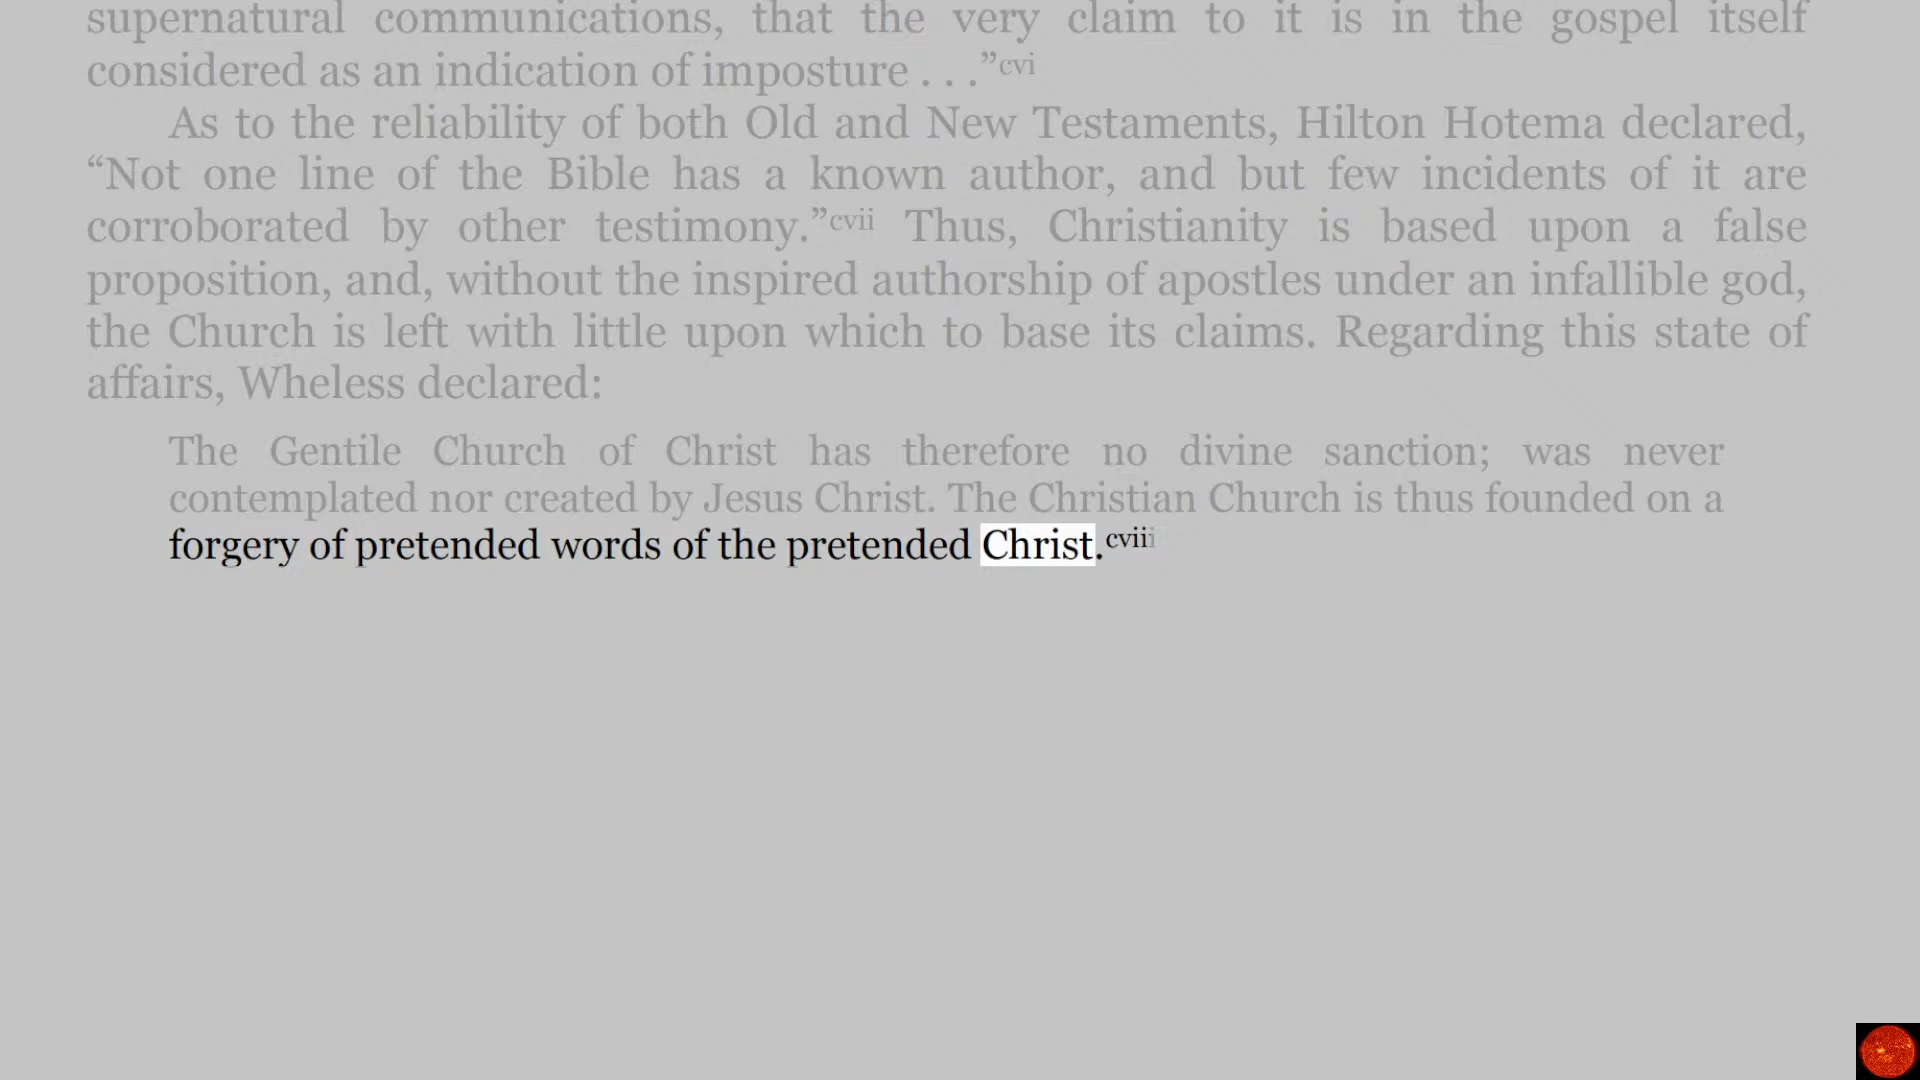 supernatural communications, that the very claim to it is in the gospel itself
considered as an indication of imposture . . .”cvi
As to the reliability of both Old and New Testaments, Hilton Hotema declared,
“Not one line of the Bible has a known author, and but few incidents of it are
corroborated by other testimony.”cvii Thus, Christianity is based upon a false
proposition, and, without the inspired authorship of apostles under an infallible god,
the Church is left with little upon which to base its claims. Regarding this state of
affairs, Wheless declared:
The Gentile Church of Christ has therefore no divine sanction; was never
contemplated nor created by Jesus Christ. The Christian Church is thus founded on a
forgery of pretended words of the pretended Christ.cviii